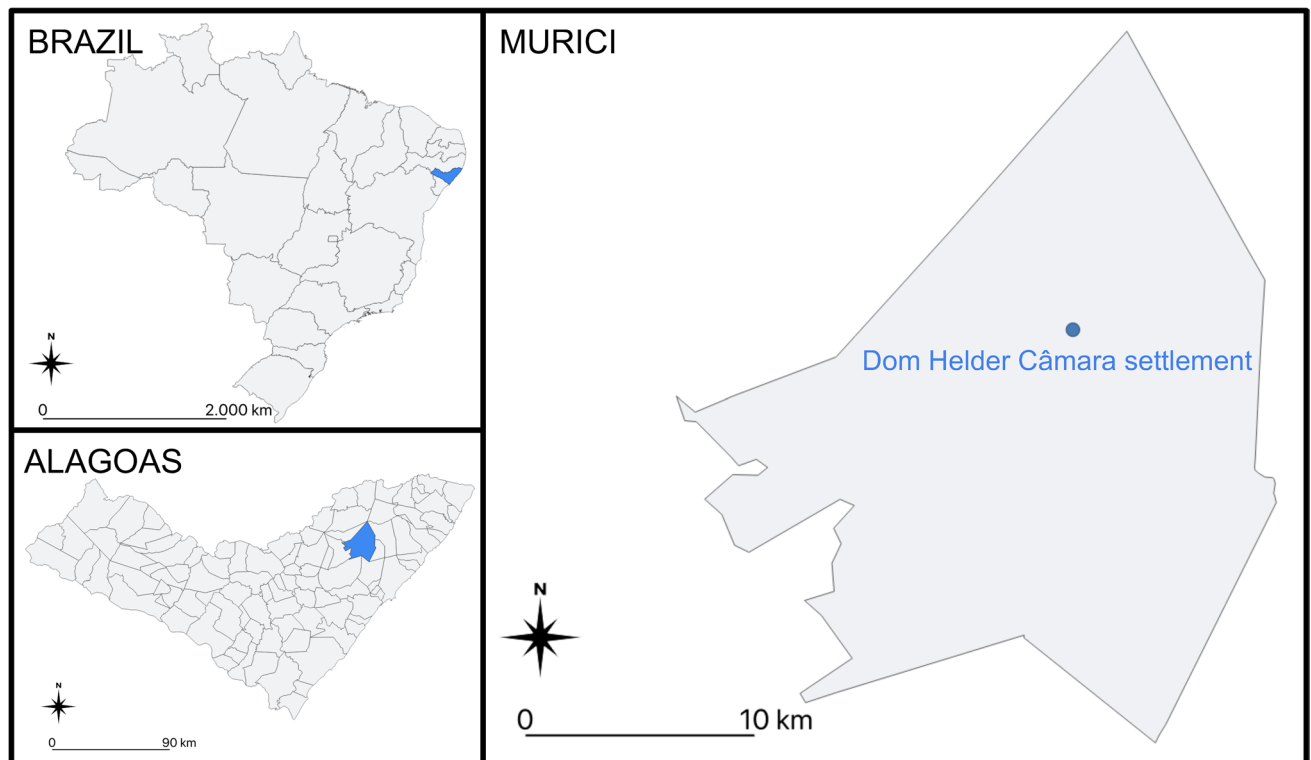 BRAZIL
N
0 2.000 km
ALAGOAS
N
0 90 km
MURICI
Dom Helder Câmara settlement
N
0 10 km